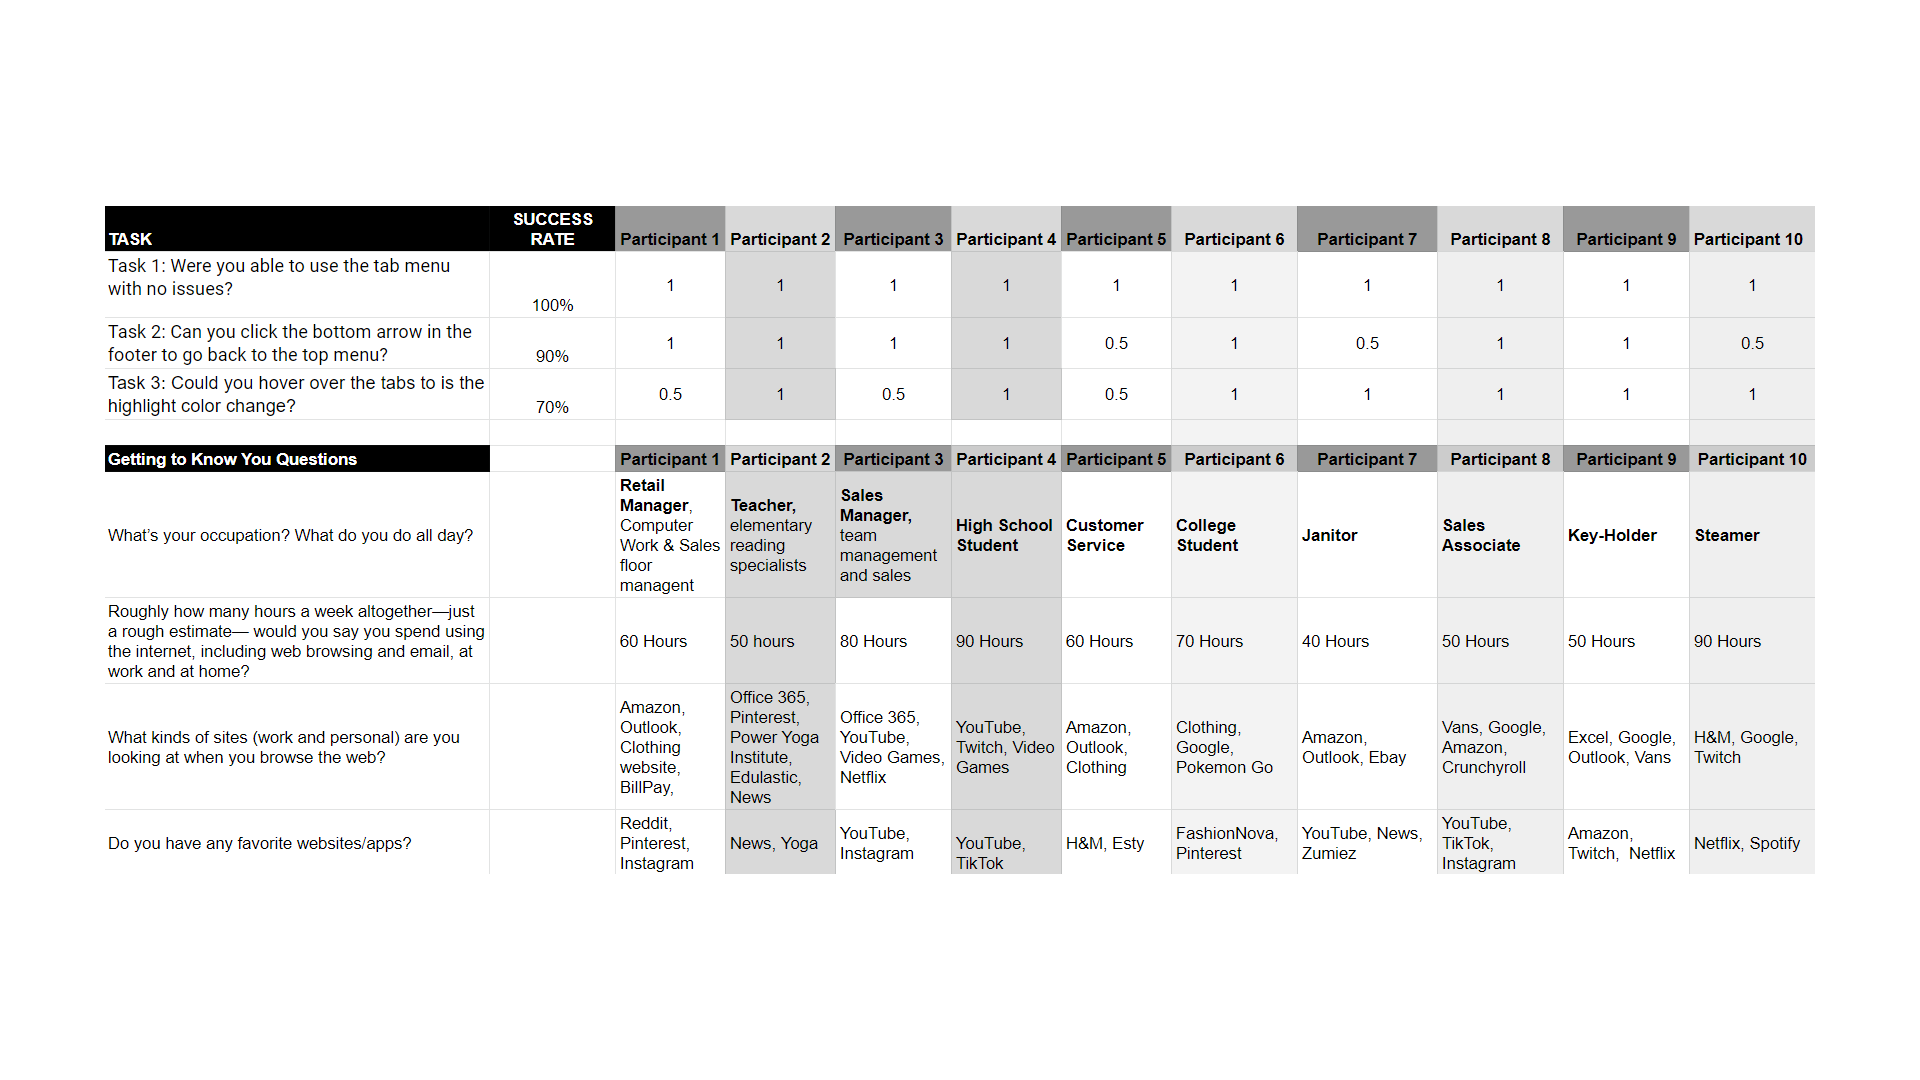 TASK
SUCCESS
RATE
Participant 1
Participant 2
Participant 3
Participant 4
Participant 5
Participant 6
Participant 7
Participant 8
Participant 9
Participant 10
Task 1: Were you able to use the tab menu
with no issues?
100%
1
1
1
1
1
1
1
1
1
1
Task 2: Can you click the bottom arrow in the
footer to go back to the top menu?
90%
1
1
1
1
0.5
1
0.5
1
1
0.5
Task 3: Could you hover over the tabs to is the
highlight color change?
70%
0.5
1
0.5
1
0.5
1
1
1
1
1
Getting to Know You Questions
Participant 1
Participant 2
Participant 3
Participant 4
Participant 5
Participant 6
Participant 7
Participant 8
Participant 9
Participant 10
What's your occupation? What do you do all day?
Retail
Manager,
Computer
Work & Sales
floor
managent
Teacher,
elementary
reading
specialists
Sales
Manager,
team
management
and sales
High School
Student
Customer
Service
College
Student
Janitor
Sales
Associate
Key-Holder
Steamer
Roughly how many hours a week altogether—just
a rough estimate— would you say you spend using
the internet, including web browsing and email, at
work and at home?
60 Hours
50 hours
80 Hours
90 Hours
60 Hours
70 Hours
40 Hours
50 Hours
50 Hours
90 Hours
What kinds of sites (work and personal) are you
looking at when you browse the web?
Amazon,
Outlook,
Clothing
website,
BillPay,
Office 365,
Pinterest,
Power Yoga
Institute,
Edulastic,
News
Office 365,
YouTube,
Video Games,
Netflix
YouTube,
Twitch, Video
Games
Amazon,
Outlook,
Clothing
Clothing,
Google,
Pokemon Go
Amazon,
Outlook, Ebay
Vans, Google,
Amazon,
Crunchyroll
Excel, Google,
Outlook, Vans
H&M, Google,
Twitch
Do you have any favorite websites/apps?
Reddit,
Pinterest,
Instagram
News, Yoga
YouTube,
Instagram
YouTube,
TikTok
H&M, Esty
FashionNova,
Pinterest
YouTube, News,
Zumiez
YouTube,
TikTok,
Instagram
Amazon,
Twitch, Netflix
Netflix, Spotify